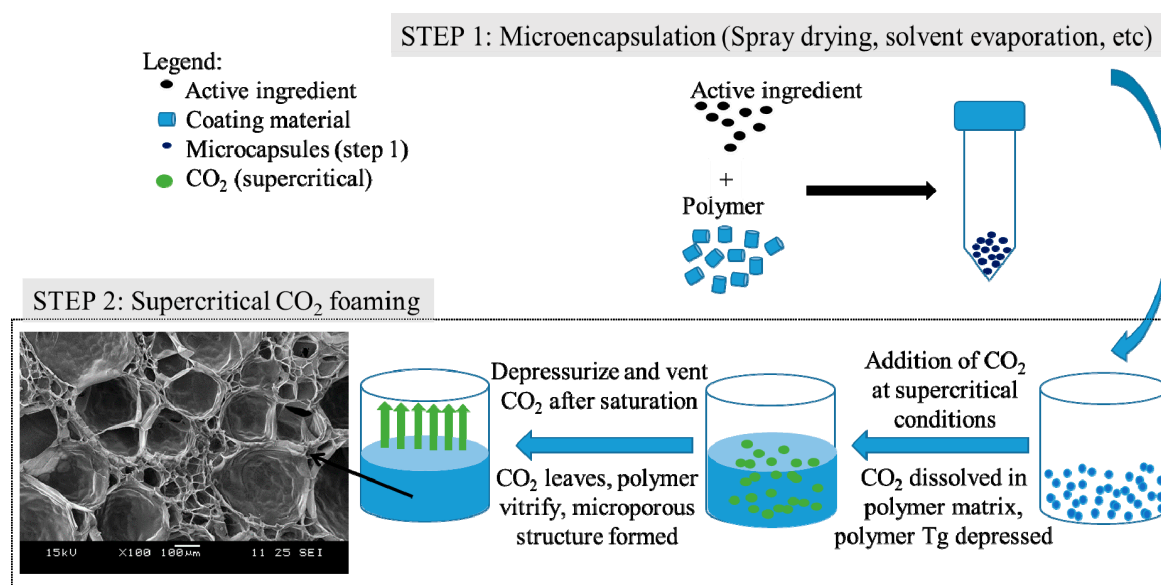 STEP 1: Microencapsulation (Spray drying, solvent evaporation, etc)
Legend:
Active ingredient
Coating material
Microcapsules (step 1)
CO₂ (supercritical)
Active ingredient
+
Polymer
STEP 2: Supercritical CO₂ foaming
Depressurize and vent
CO₂ after saturation
CO₂ leaves, polymer
vitrify, microporous
structure formed
Addition of CO₂
at supercritical
conditions
CO₂ dissolved in
polymer matrix,
polymer Tg depressed
15kV X100 100µm 11 25 SEI